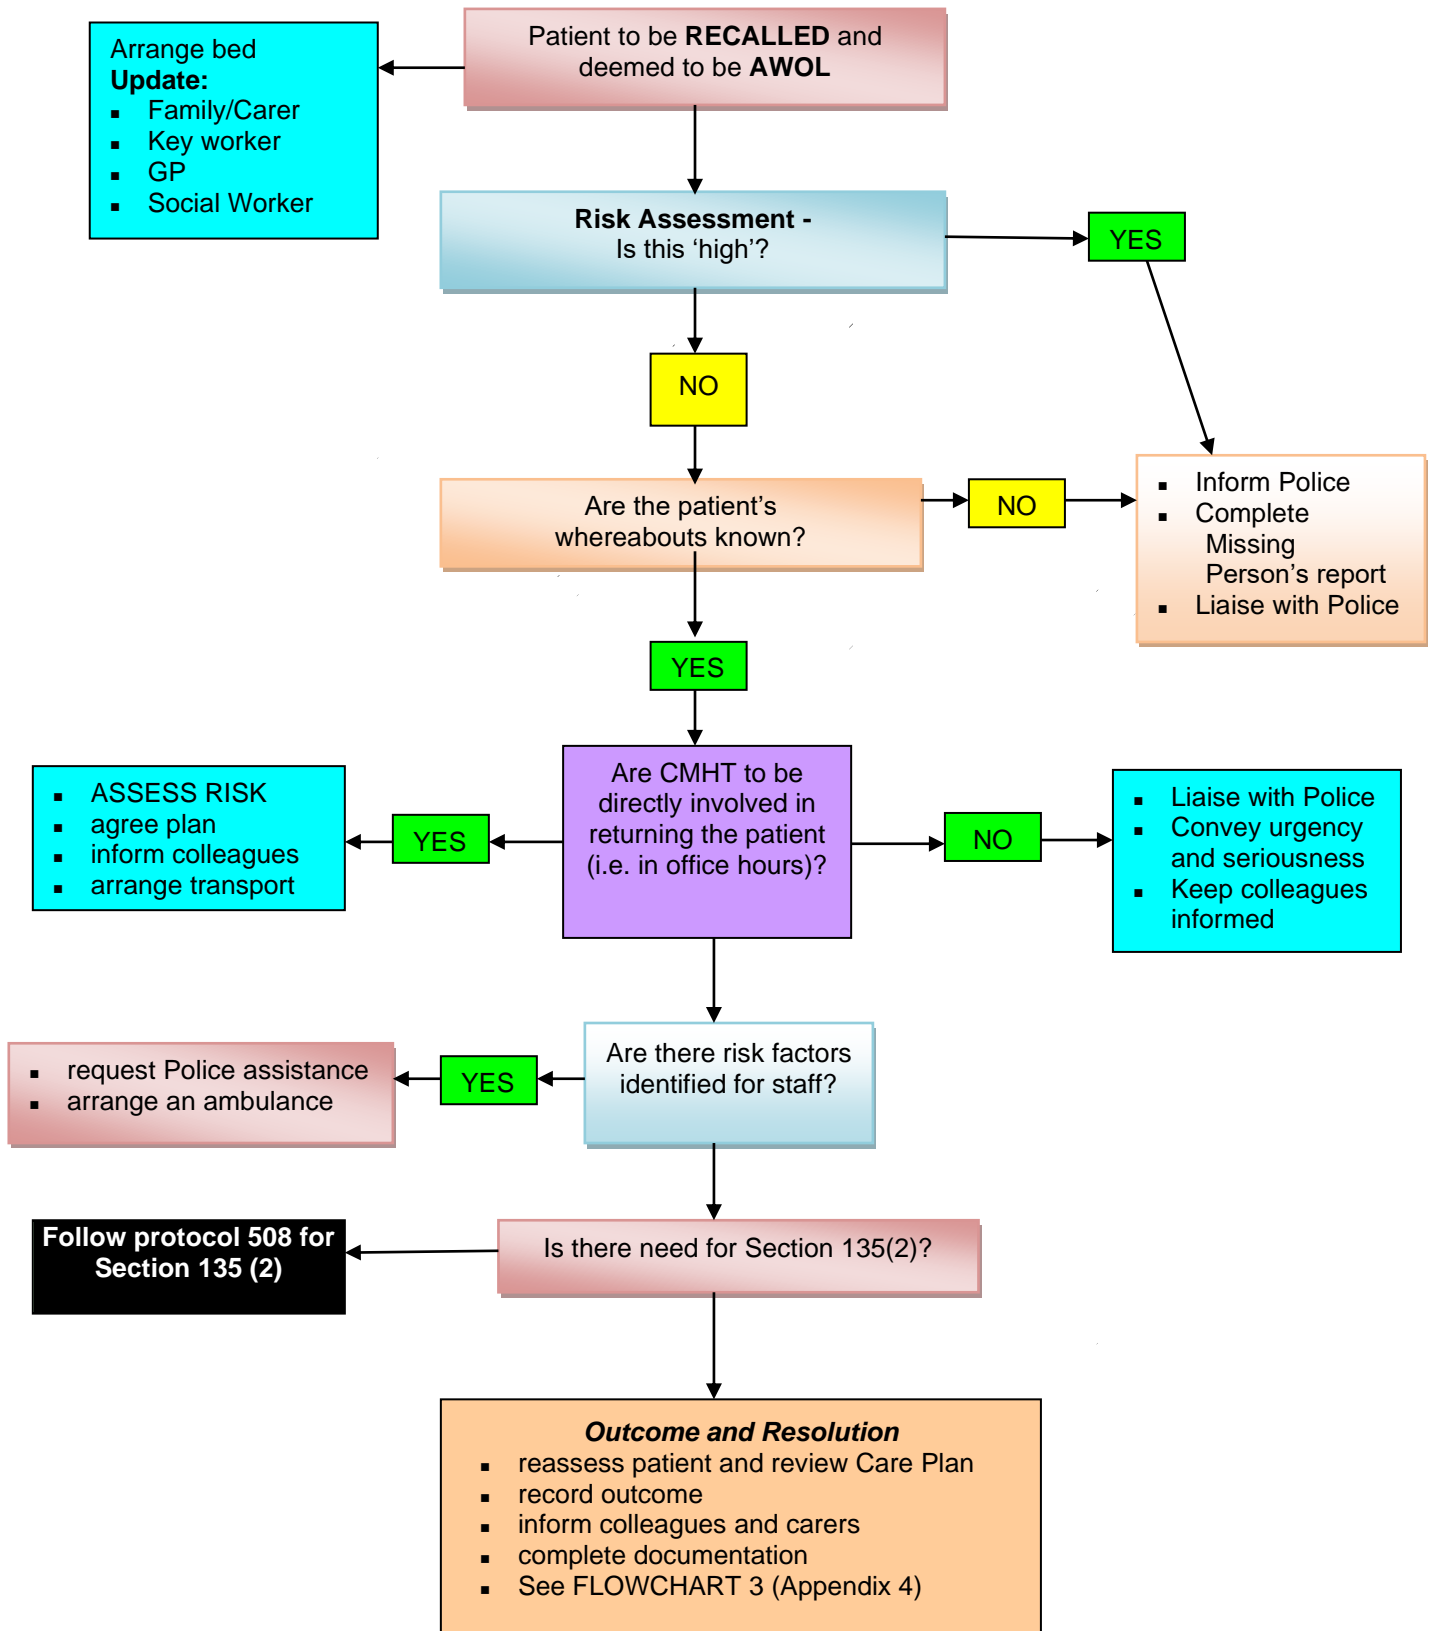 Patient to be RECALLED and
deemed to be AWOL
Arrange bed
Update:
▪ Family/Carer
▪ Key worker
▪ GP
▪ Social Worker
Risk Assessment -
Is this ‘high’?
YES
NO
Are the patient’s
whereabouts known?
NO
▪ Inform Police
▪ Complete
Missing
Person’s report
▪ Liaise with Police
YES
Are CMHT to be
directly involved in
returning the patient
(i.e. in office hours)?
YES
▪ ASSESS RISK
▪ agree plan
▪ inform colleagues
▪ arrange transport
NO
▪ Liaise with Police
▪ Convey urgency
and seriousness
▪ Keep colleagues
informed
Are there risk factors
identified for staff?
YES
▪ request Police assistance
▪ arrange an ambulance
Is there need for Section 135(2)?
Follow protocol 508 for
Section 135 (2)
Outcome and Resolution
▪ reassess patient and review Care Plan
▪ record outcome
▪ inform colleagues and carers
▪ complete documentation
▪ See FLOWCHART 3 (Appendix 4)